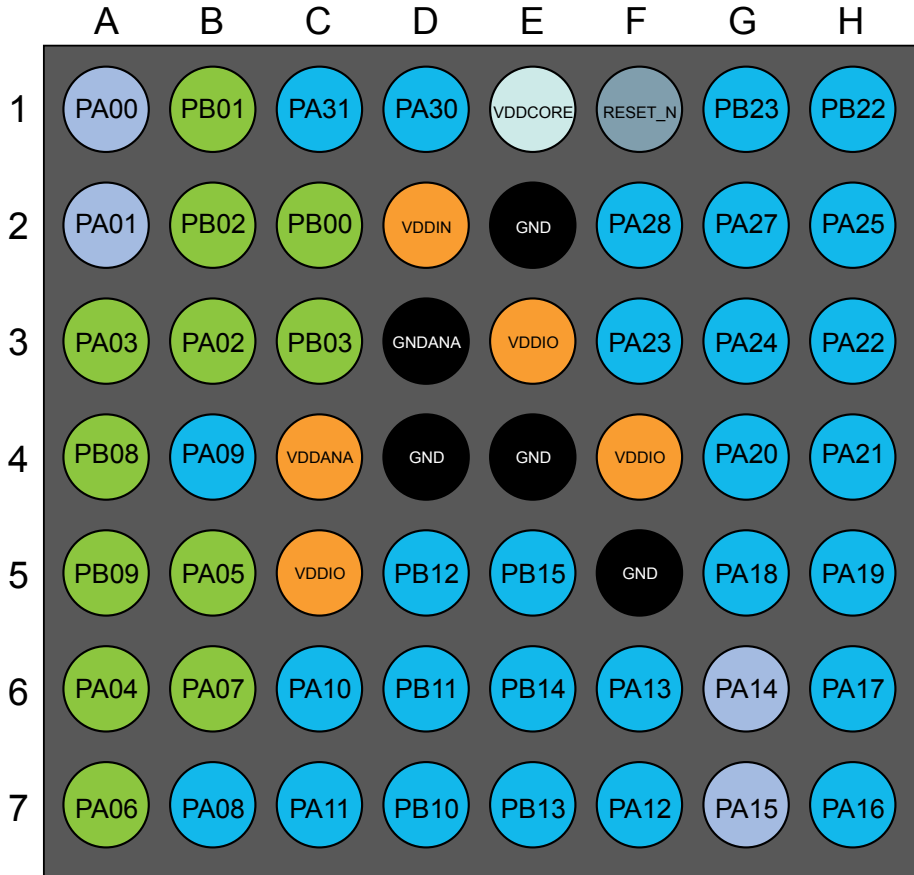 A B C D E F G H
1 PA00 PB01 PA31 PA30 VDDCORE RESET_N PB23 PB22
2 PA01 PB02 PB00 VDDIN GND PA28 PA27 PA25
3 PA03 PA02 PB03 GNDANA VDDIO PA23 PA24 PA22
4 PB08 PA09 VDDANA GND GND VDDIO PA20 PA21
5 PB09 PA05 VDDIO PB12 PB15 GND PA18 PA19
6 PA04 PA07 PA10 PB11 PB14 PA13 PA14 PA17
7 PA06 PA08 PA11 PB10 PB13 PA12 PA15 PA16